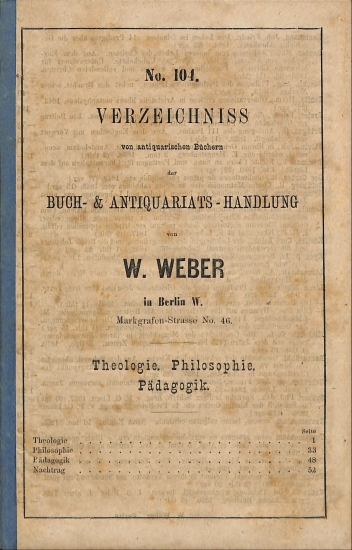 No. 104.
VERZEICHNISS
von antiquarischen Büchern
der
BUCH- & ANTIQUARIATS-HANDLUNG
von
W. WEBER
in Berlin W.
Markgrafen-Strasse No. 46.
Theologie. Philosophie.
Pädagogik.
Seite
Theologie . . . . . . . . . . . . . . . . 1
Philosophie . . . . . . . . . . . . . . . . 33
Pädagogik . . . . . . . . . . . . . . . . 48
Nachtrag . . . . . . . . . . . . . . . . 52